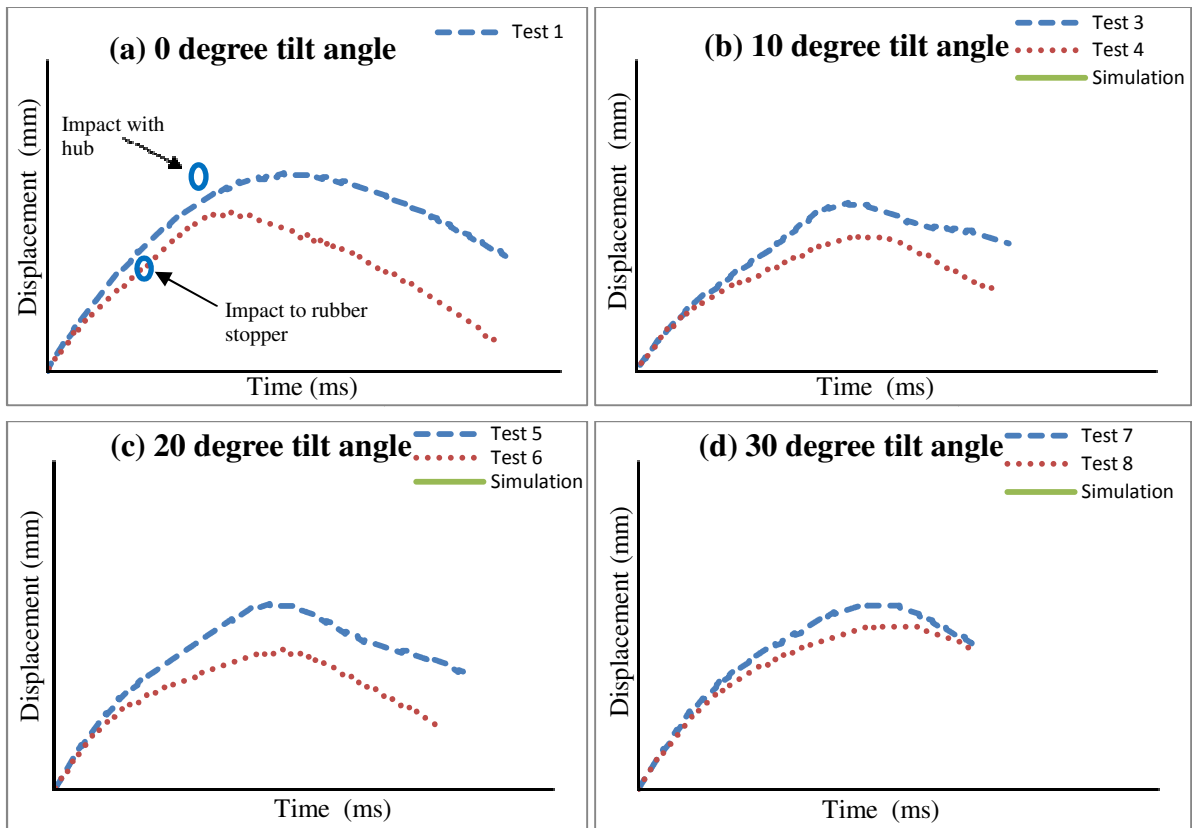 (a) 0 degree tilt angle
Test 1
Displacement (mm)
Impact with
hub
Impact to rubber
stopper
Time (ms)
(b) 10 degree tilt angle
Test 3
Test 4
Simulation
Displacement (mm)
Time (ms)
(c) 20 degree tilt angle
Test 5
Test 6
Simulation
Displacement (mm)
Time (ms)
(d) 30 degree tilt angle
Test 7
Test 8
Simulation
Displacement (mm)
Time (ms)